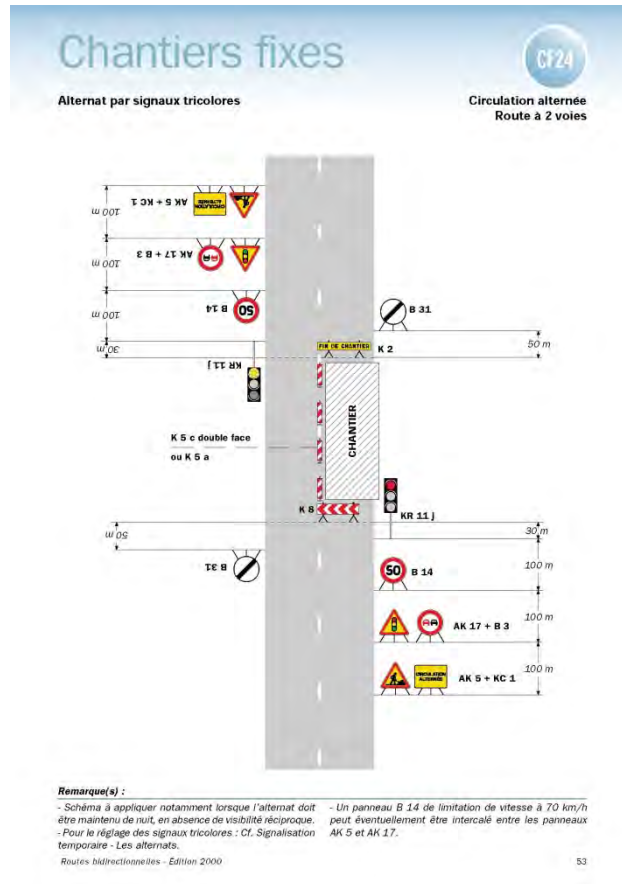 Chantiers fixes
CF24
Alternat par signaux tricolores
Circulation alternée
Route à 2 voies
AK 5 + KC 1
CIRCULATION
ALTERNÉE
100 m
AK 17 + B 3
100 m
50
B 14
100 m
B 31
30 m
FIN DE CHANTIER
K 2
50 m
KR 11 j
CHANTIER
K 5 c double face
ou K 5 a
K 8
KR 11 j
50 m
30 m
B 31
50
B 14
100 m
AK 17 + B 3
100 m
CIRCULATION
ALTERNÉE
AK 5 + KC 1
100 m
Remarque(s) :
- Schéma à appliquer notamment lorsque l'alternat doit
être maintenu de nuit, en absence de visibilité réciproque.
- Pour le réglage des signaux tricolores : Cf. Signalisation
temporaire - Les alternats.
- Un panneau B 14 de limitation de vitesse à 70 km/h
peut éventuellement être intercalé entre les panneaux
AK 5 et AK 17.
Routes bidirectionnelles - Édition 2000
53